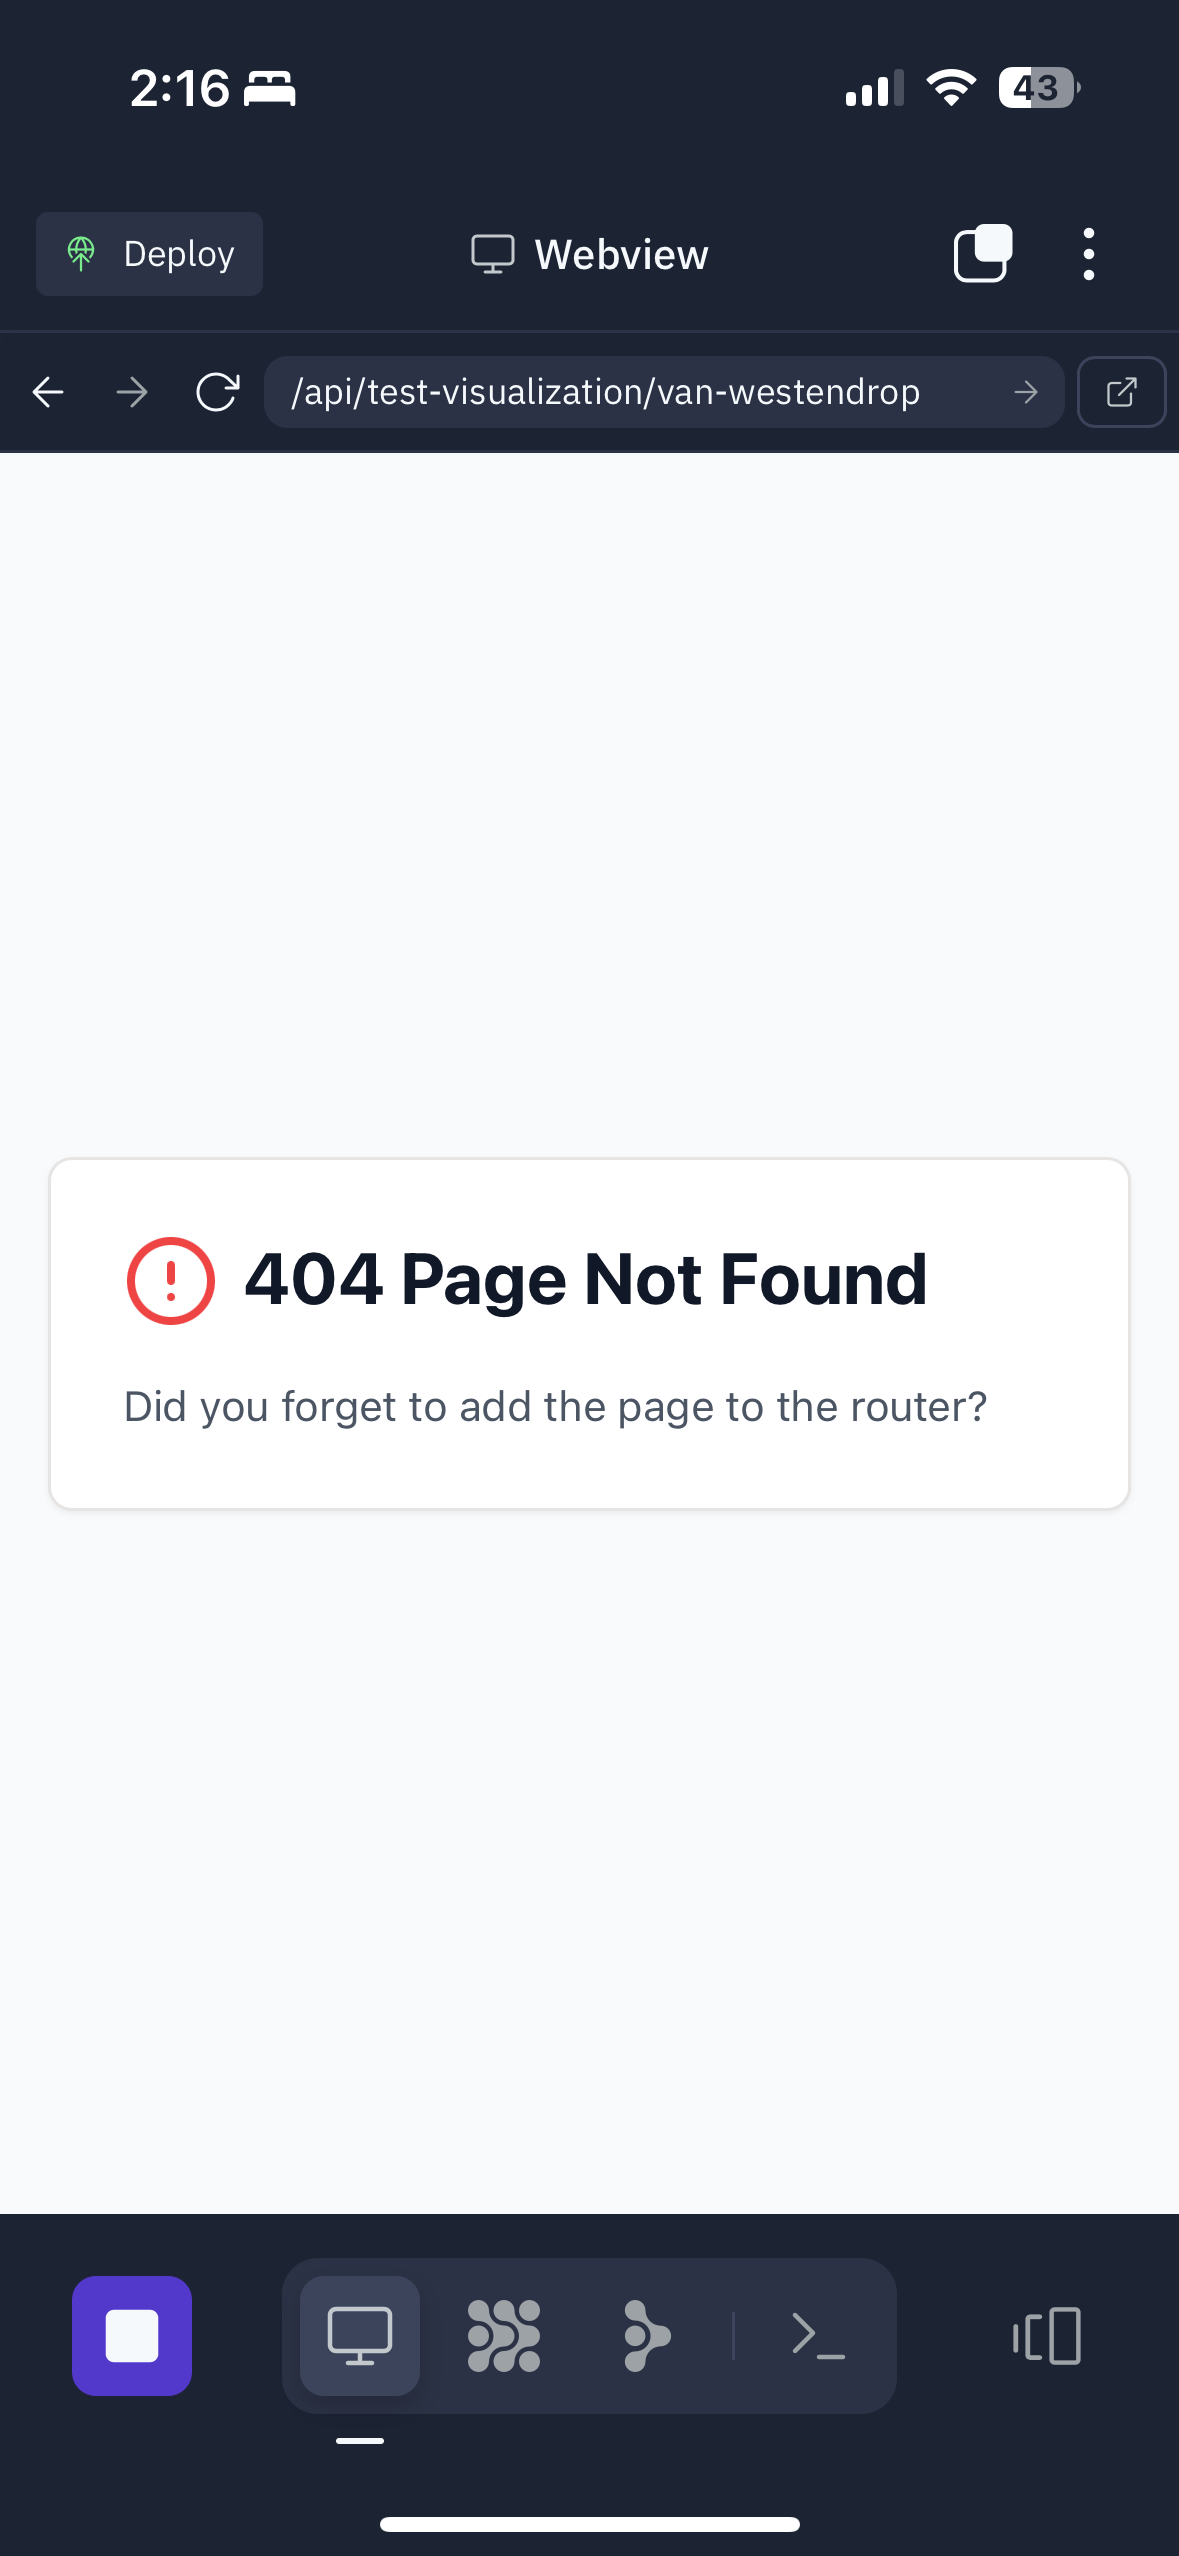 2:16
43
Deploy
Webview
/api/test-visualization/van-westendrop
404 Page Not Found
Did you forget to add the page to the router?